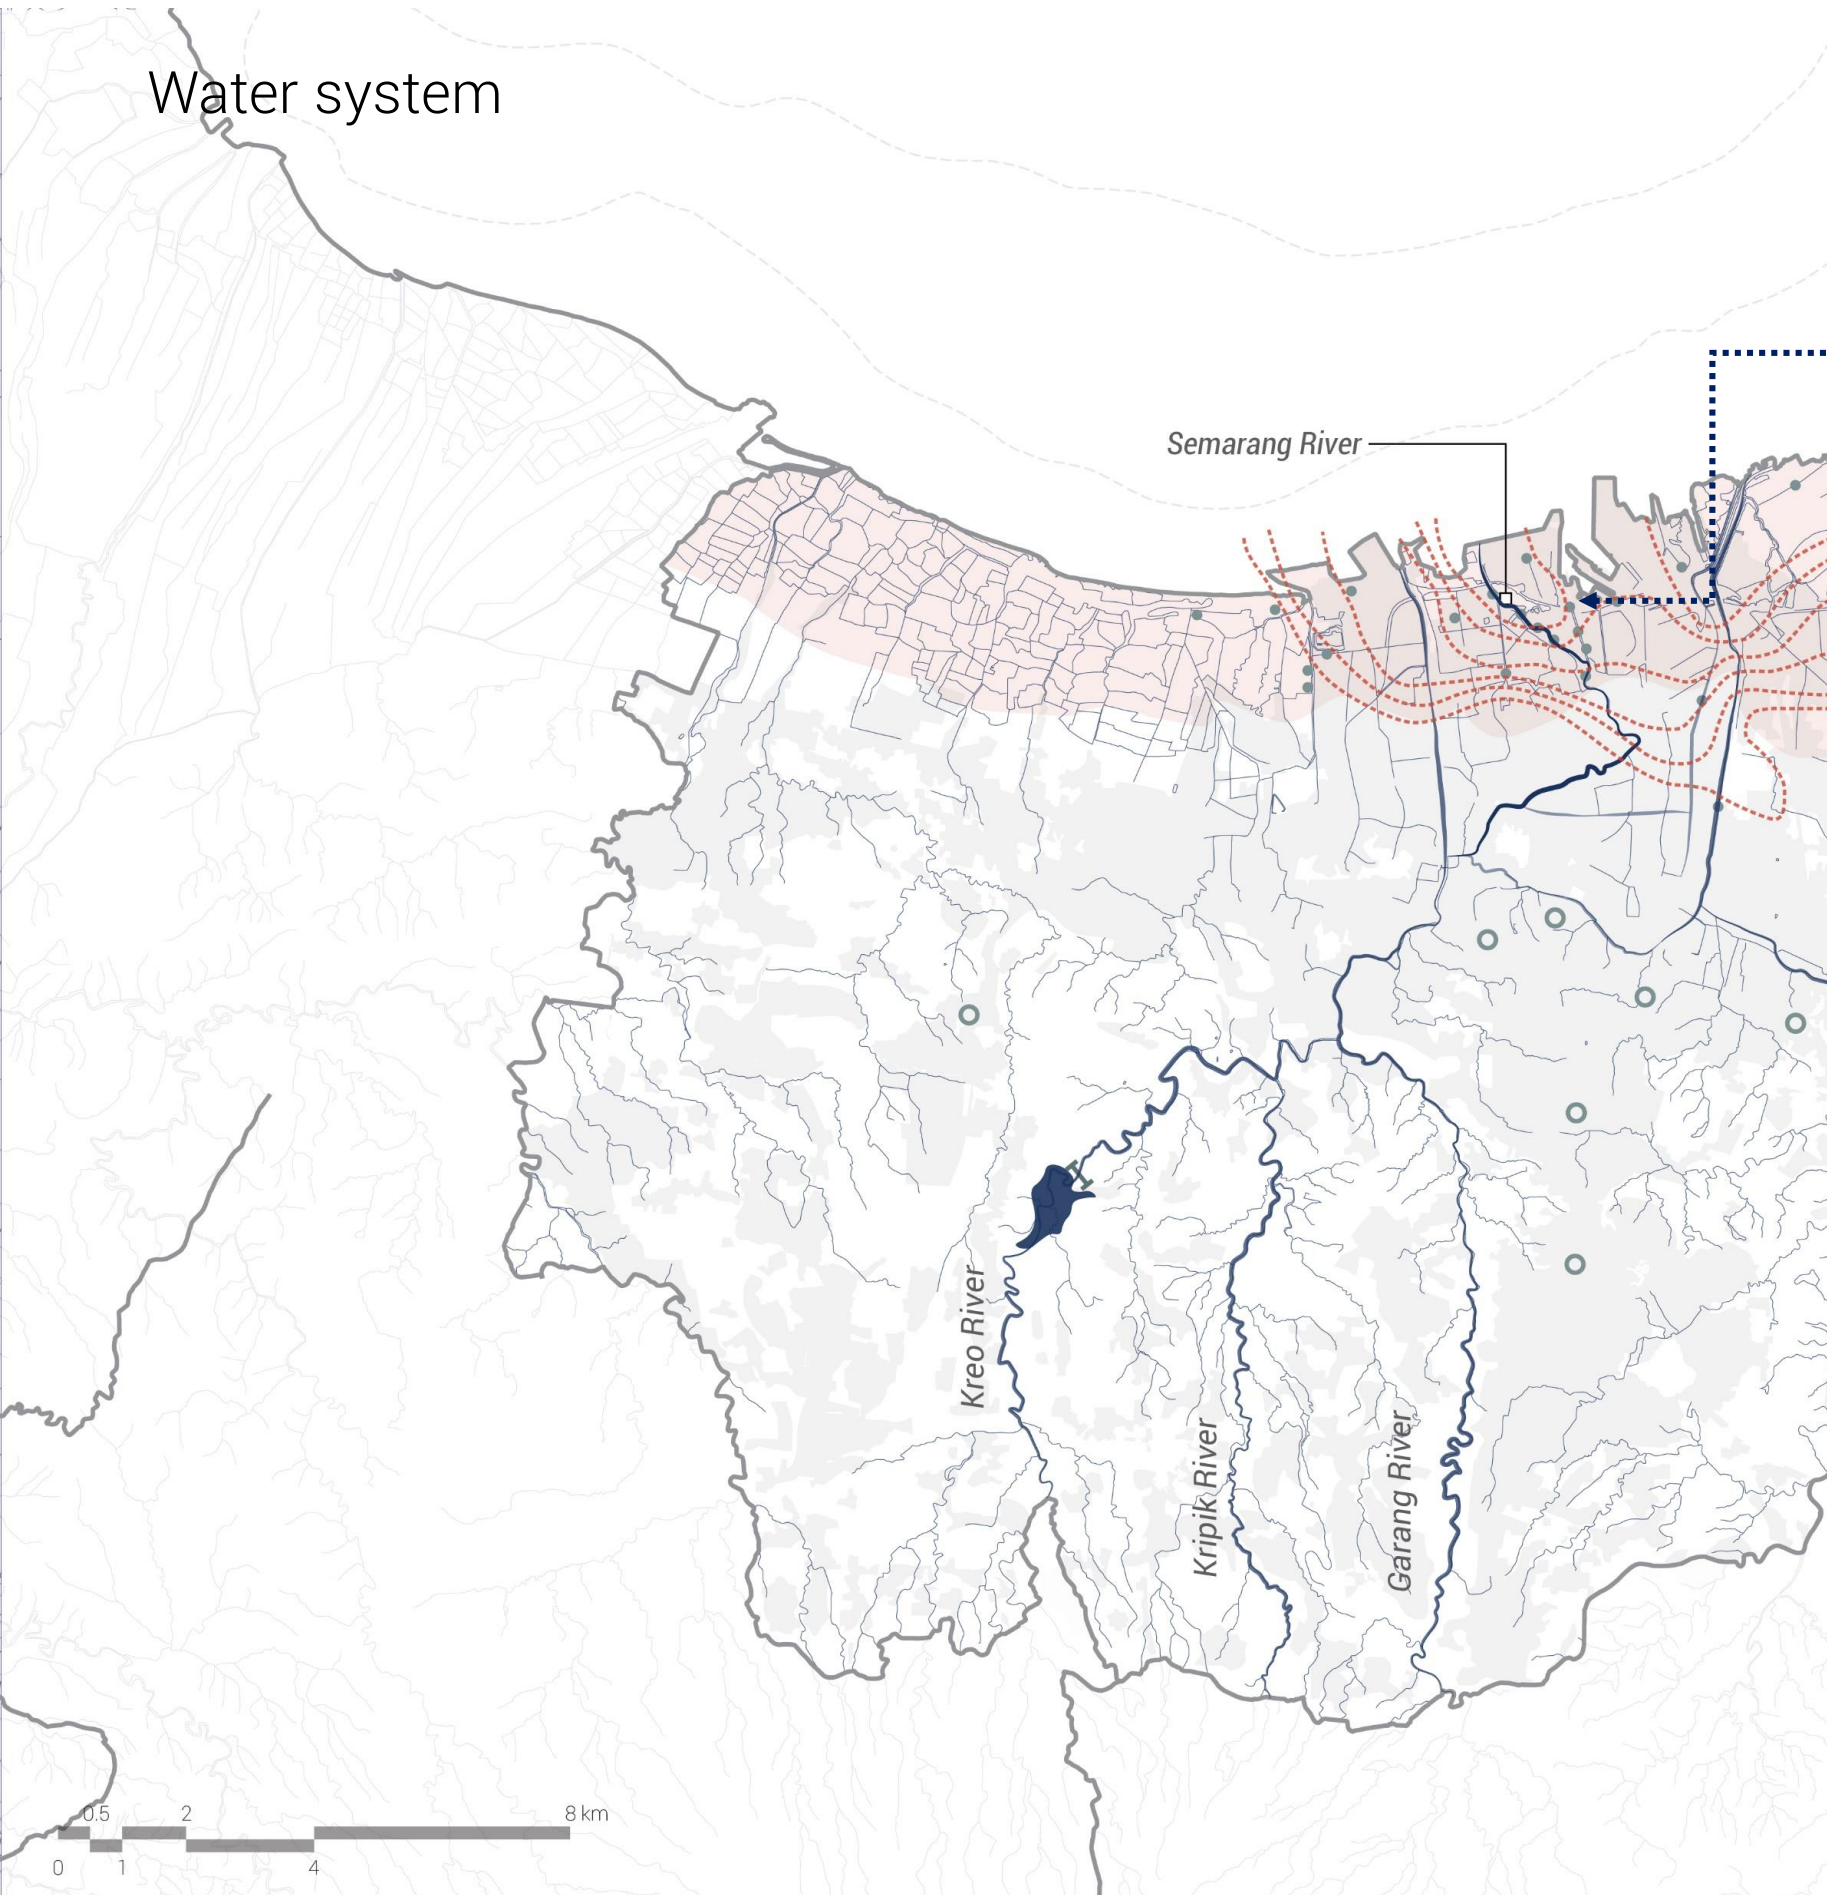 Water system
Semarang River
Kreo River
Kripik River
Garang River
0.5 2 8 km
0 1 4